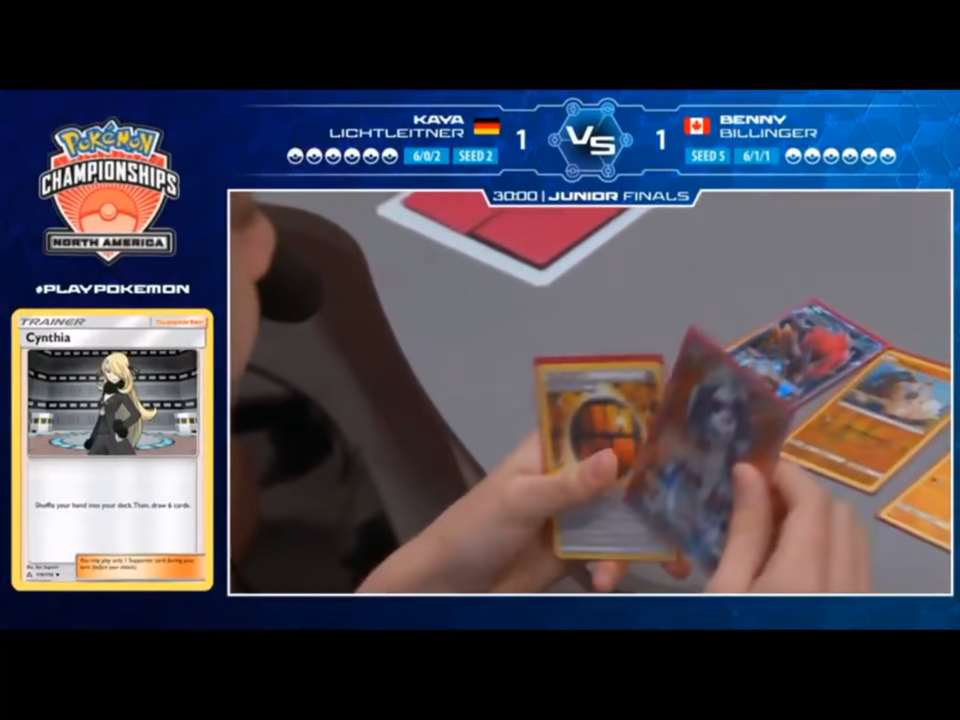 Pokémon
CHAMPIONSHIPS
NORTH AMERICA
#PLAYPOKEMON
KAYA
LICHTLEITNER
6/0/2
SEED 2
1
VS
1
BENNY
BILLINGER
SEED 5
6/1/1
30:00 | JUNIOR FINALS
TRAINER
Supporter
Cynthia
Shuffle your hand into your deck. Then, draw 6 cards.
You may play only 1 Supporter card during your
turn (before your attack).